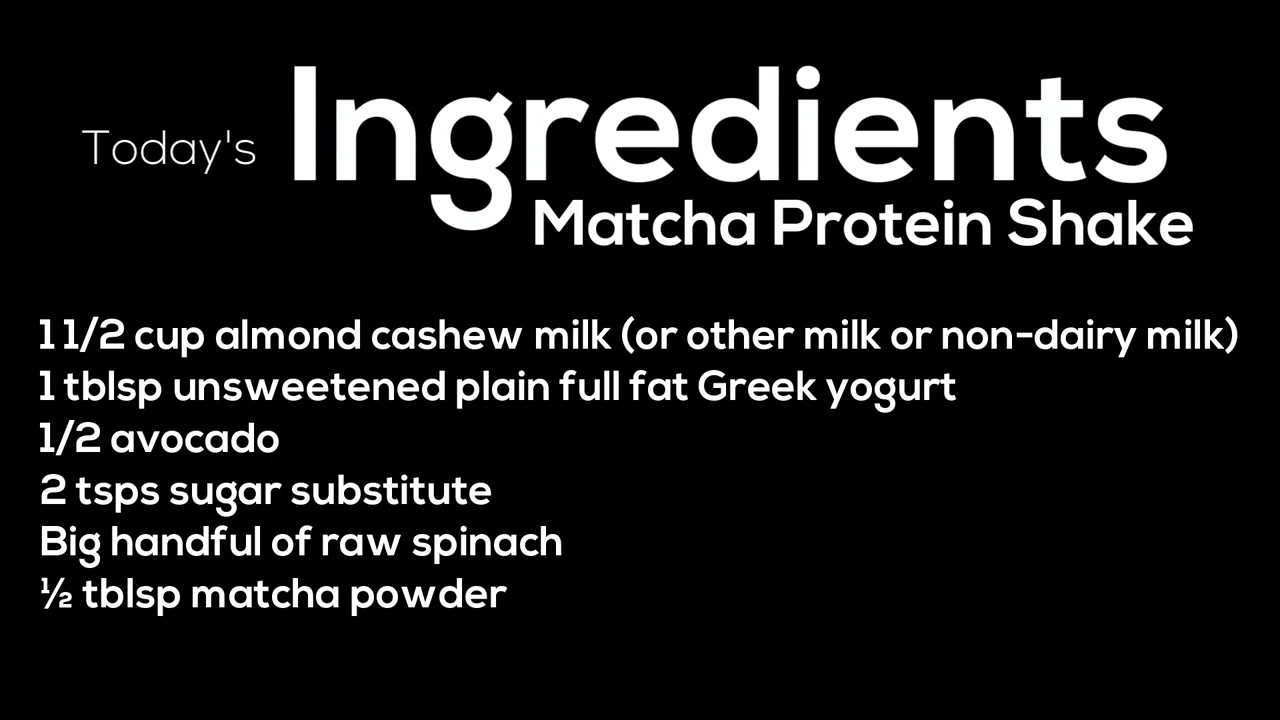 Today's Ingredients
Matcha Protein Shake
1 1/2 cup almond cashew milk (or other milk or non-dairy milk)
1 tblsp unsweetened plain full fat Greek yogurt
1/2 avocado
2 tsps sugar substitute
Big handful of raw spinach
½ tblsp matcha powder